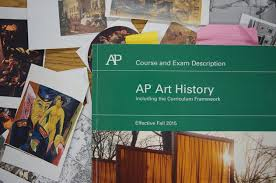 AP Course and Exam Description
AP Art History
Including the Curriculum Framework
Effective Fall 2015